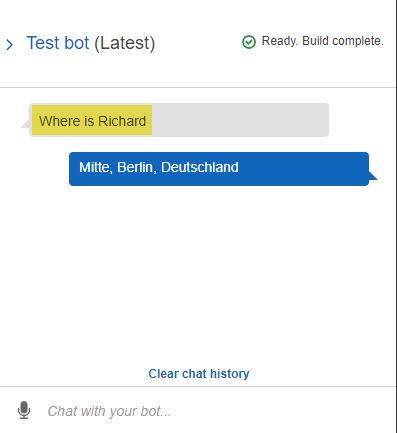 Test bot (Latest)
Ready. Build complete.
Where is Richard
Mitte, Berlin, Deutschland
Clear chat history
Chat with your bot...